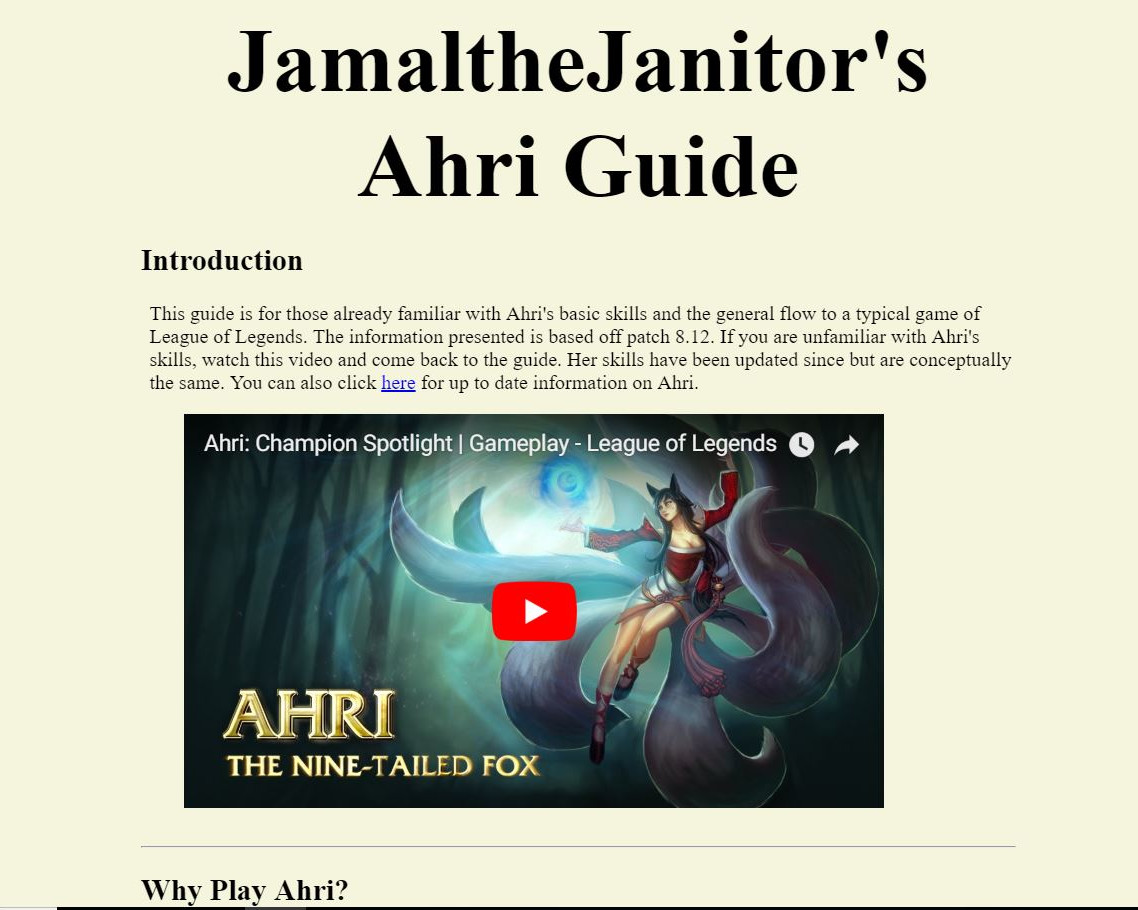 JamaltheJanitor's
Ahri Guide
Introduction
This guide is for those already familiar with Ahri's basic skills and the general flow to a typical game of
League of Legends. The information presented is based off patch 8.12. If you are unfamiliar with Ahri's
skills, watch this video and come back to the guide. Her skills have been updated since but are conceptually
the same. You can also click here for up to date information on Ahri.
Ahri: Champion Spotlight | Gameplay - League of Legends
AHRI
THE NINE-TAILED FOX
Why Play Ahri?